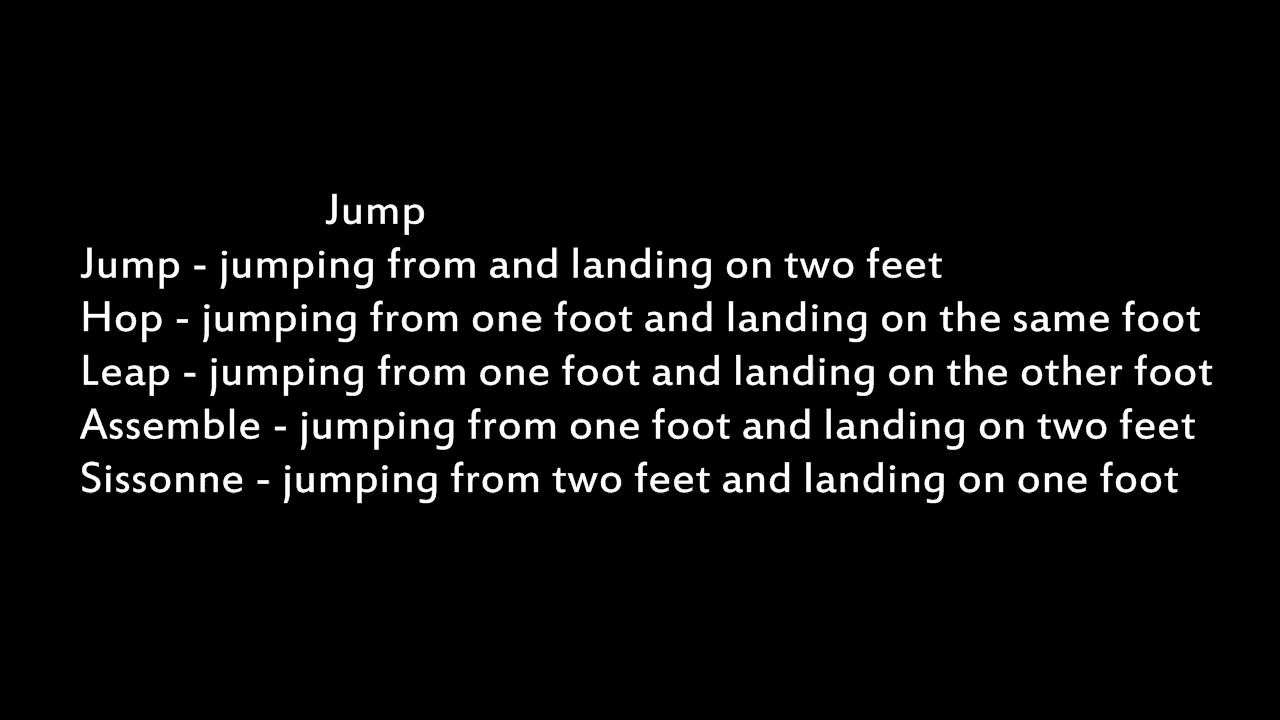 Jump
Jump - jumping from and landing on two feet
Hop - jumping from one foot and landing on the same foot
Leap - jumping from one foot and landing on the other foot
Assemble - jumping from one foot and landing on two feet
Sissonne - jumping from two feet and landing on one foot